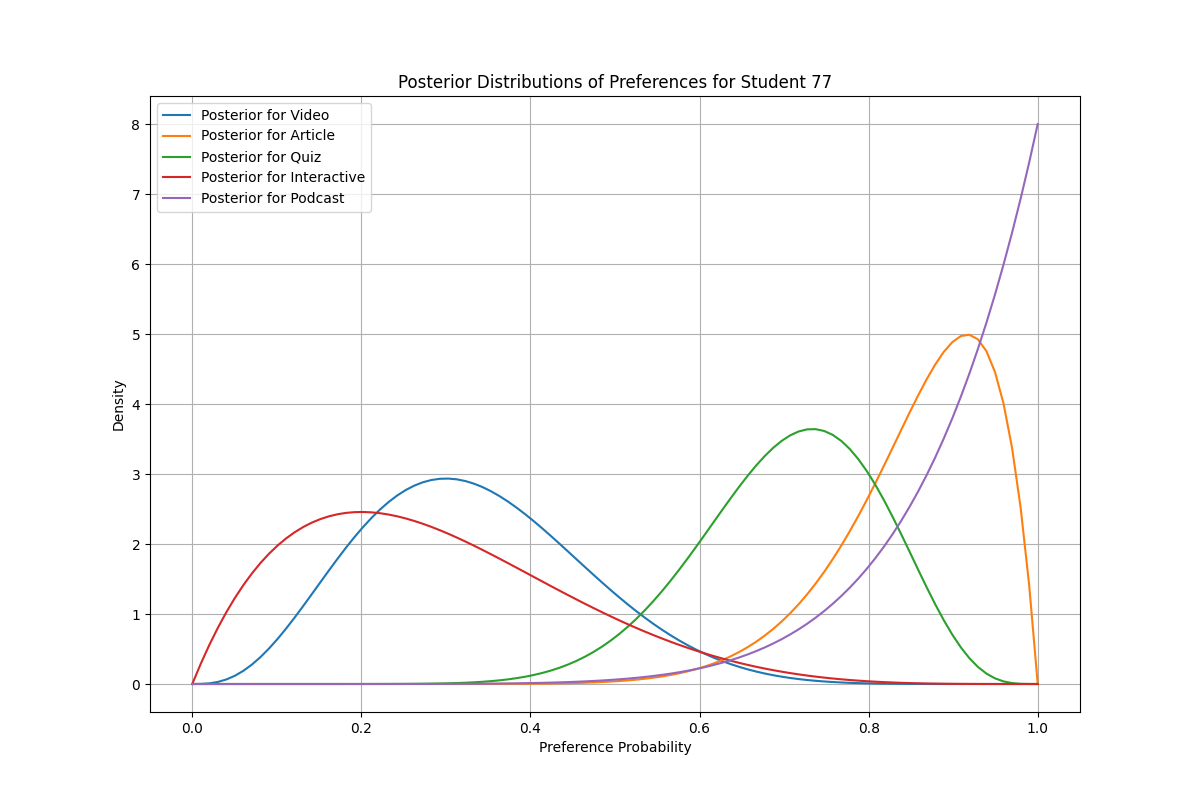 Posterior Distributions of Preferences for Student 77
Posterior for Video
Posterior for Article
Posterior for Quiz
Posterior for Interactive
Posterior for Podcast
8
7
6
5
4
3
2
1
0
Density
0.0 0.2 0.4 0.6 0.8 1.0
Preference Probability